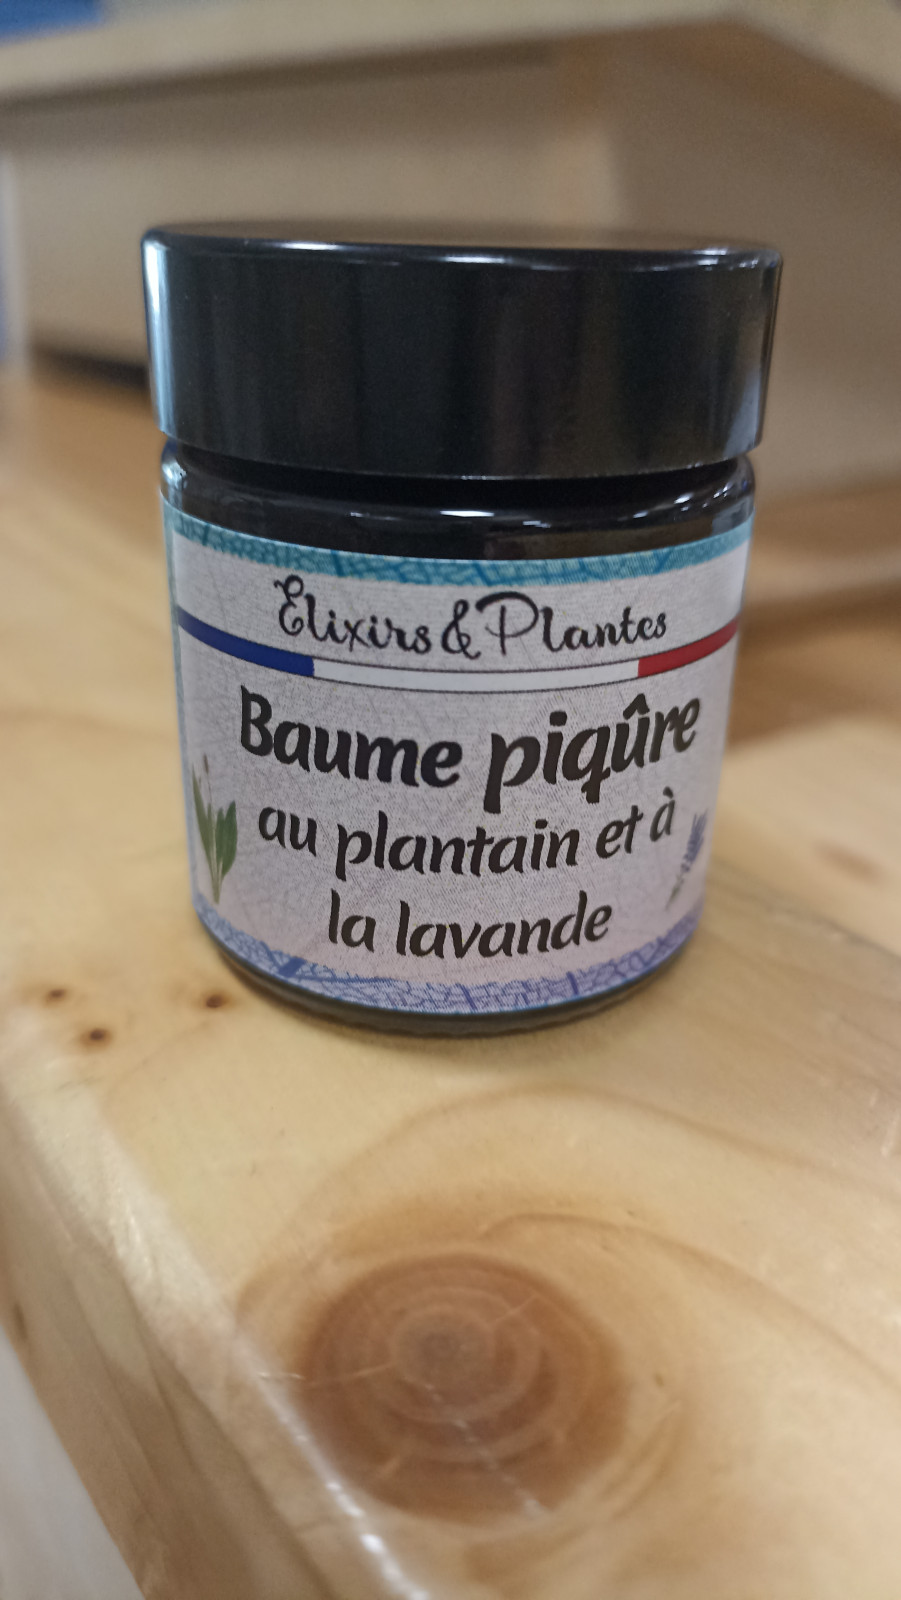 Elixirs & Plantes
Baume piqûre
au plantain et à
la lavande